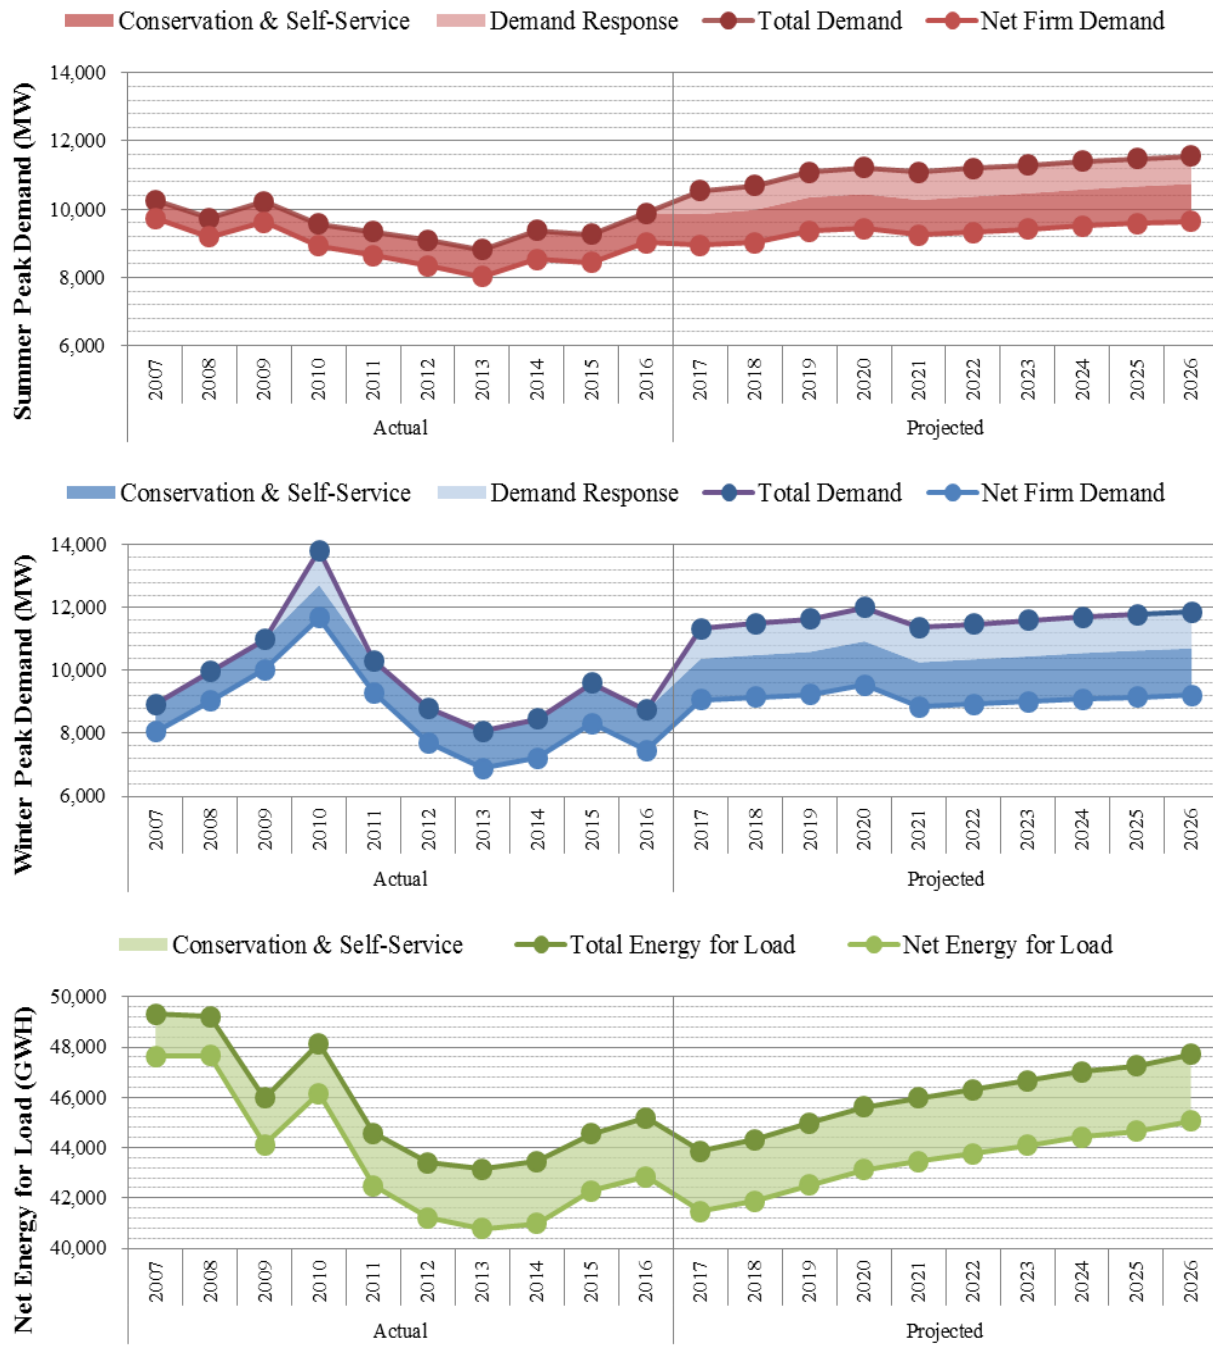 Conservation & Self-Service Demand Response Total Demand Net Firm Demand
Summer Peak Demand (MW)
14,000
12,000
10,000
8,000
6,000
2007 2008 2009 2010 2011 2012 2013 2014 2015 2016 2017 2018 2019 2020 2021 2022 2023 2024 2025 2026
Actual Projected
Conservation & Self-Service Demand Response Total Demand Net Firm Demand
Winter Peak Demand (MW)
14,000
12,000
10,000
8,000
6,000
2007 2008 2009 2010 2011 2012 2013 2014 2015 2016 2017 2018 2019 2020 2021 2022 2023 2024 2025 2026
Actual Projected
Conservation & Self-Service Total Energy for Load Net Energy for Load
Net Energy for Load (GWH)
50,000
48,000
46,000
44,000
42,000
40,000
2007 2008 2009 2010 2011 2012 2013 2014 2015 2016 2017 2018 2019 2020 2021 2022 2023 2024 2025 2026
Actual Projected